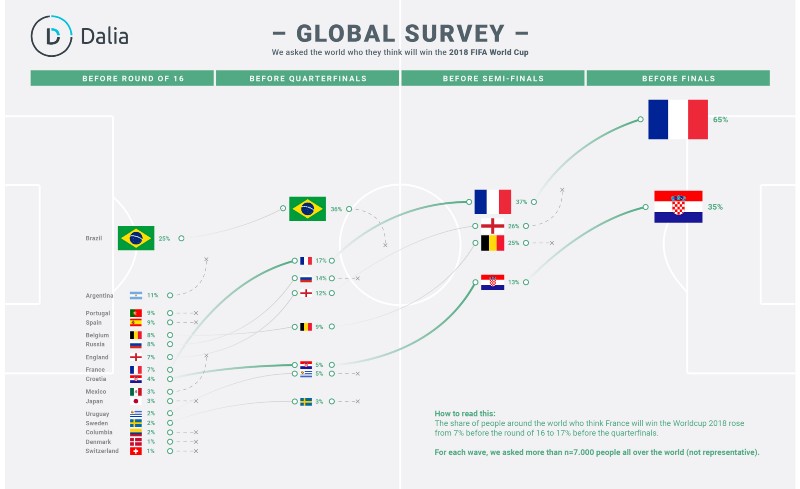 Dalia
– GLOBAL SURVEY –
We asked the world who they think will win the 2018 FIFA World Cup
BEFORE ROUND OF 16
BEFORE QUARTERFINALS
BEFORE SEMI-FINALS
BEFORE FINALS
Brazil 25%
Argentina 11%
Portugal 9%
Spain 9%
Belgium 8%
Russia 8%
England 7%
France 7%
Croatia 4%
Mexico 3%
Japan 3%
Uruguay 2%
Sweden 2%
Columbia 2%
Denmark 1%
Switzerland 1%
36%
17%
14%
12%
9%
5%
5%
3%
37%
26%
25%
13%
65%
35%
How to read this:
The share of people around the world who think France will win the Worldcup 2018 rose
from 7% before the round of 16 to 17% before the quarterfinals.
For each wave, we asked more than n=7.000 people all over the world (not representative).